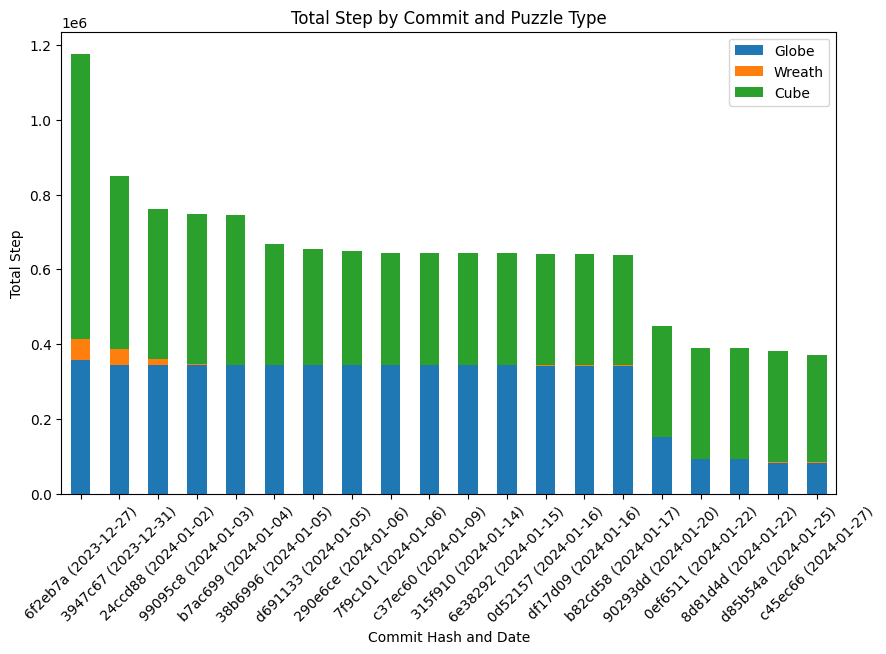 Total Step by Commit and Puzzle Type
1e6
Globe
Wreath
Cube
1.2
1.0
0.8
0.6
0.4
0.2
0.0
Total Step
6f2eb7a (2023-12-27)
3947c67 (2023-12-31)
24ccd88 (2024-01-02)
99095c8 (2024-01-03)
b7ac699 (2024-01-04)
38b6996 (2024-01-05)
d691133 (2024-01-05)
290e6ce (2024-01-06)
7f9c101 (2024-01-06)
c37ec60 (2024-01-09)
315f910 (2024-01-14)
6e38292 (2024-01-15)
0d52157 (2024-01-16)
df17d09 (2024-01-16)
b82cd58 (2024-01-17)
90293dd (2024-01-20)
0ef6511 (2024-01-22)
8d81d4d (2024-01-22)
d85b54a (2024-01-25)
c45ec66 (2024-01-27)
Commit Hash and Date